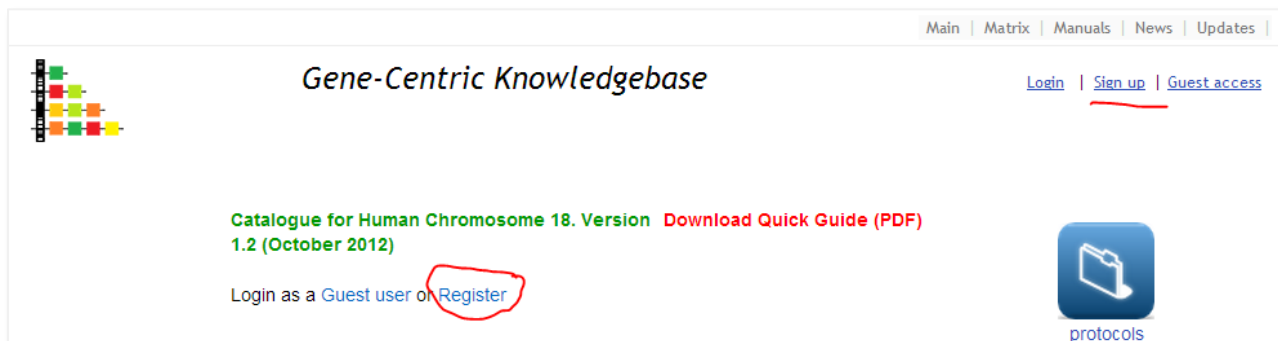 Main | Matrix | Manuals | News | Updates |
Gene-Centric Knowledgebase
Login | Sign up | Guest access
Catalogue for Human Chromosome 18. Version Download Quick Guide (PDF)
1.2 (October 2012)
Login as a Guest user or Register
protocols